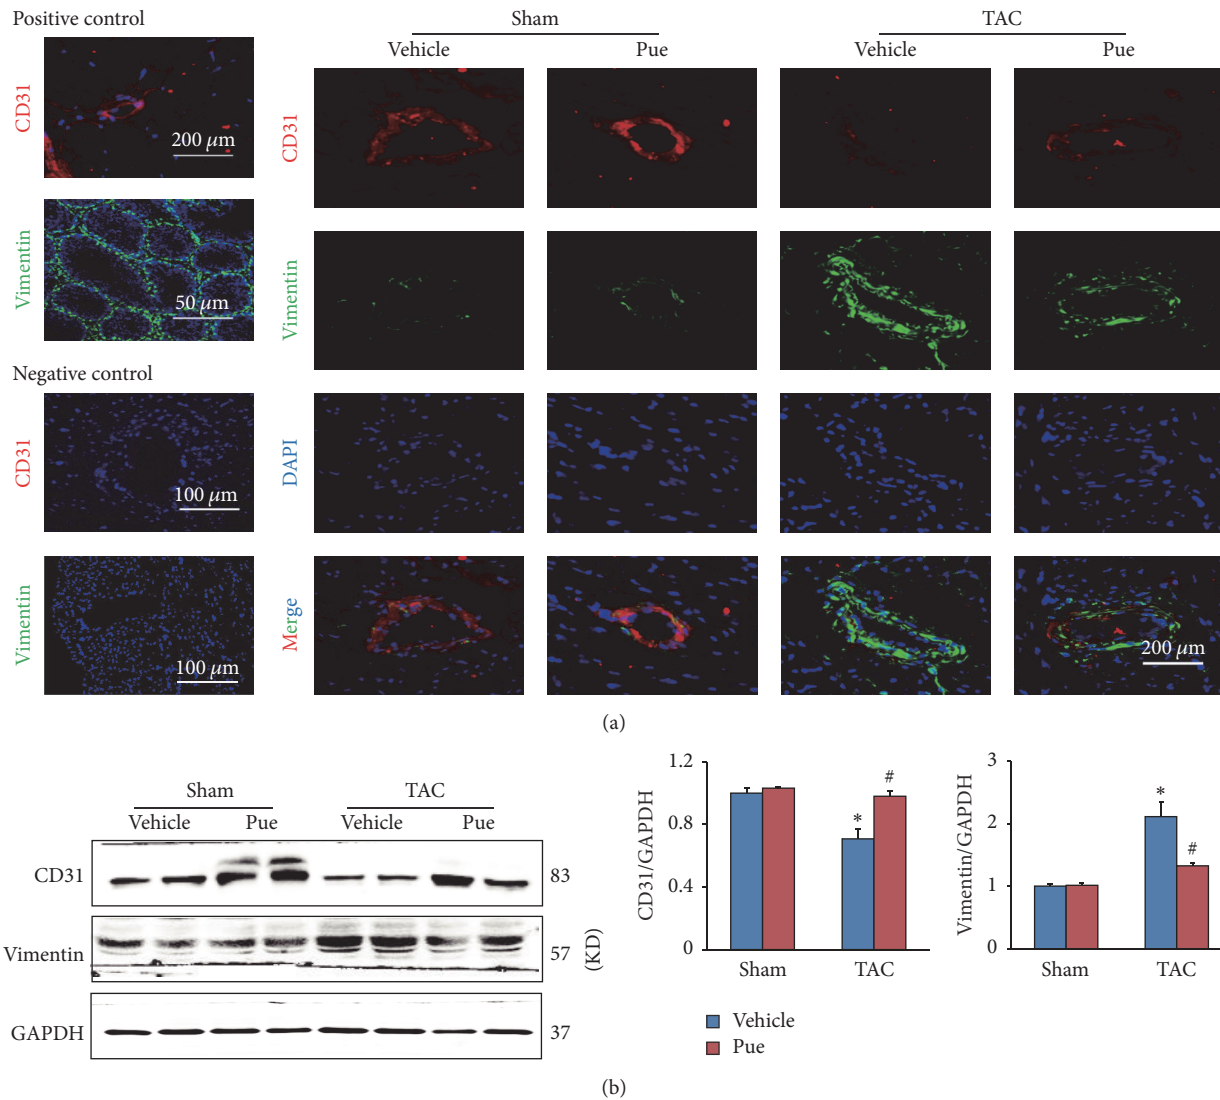 Positive control
Sham
TAC
Vehicle
Pue
Vehicle
Pue
CD31
200 μm
CD31
Vimentin
50 μm
Vimentin
Negative control
CD31
100 μm
DAPI
Vimentin
100 μm
Merge
200 μm
(a)
Sham
TAC
Vehicle
Pue
Vehicle
Pue
CD31
83
Vimentin
57
GAPDH
37
(KD)
CD31/GAPDH
1.2
0.8
0.4
0
*
#
Sham
TAC
Vimentin/GAPDH
3
2
1
0
*
#
Sham
TAC
Vehicle
Pue
(b)